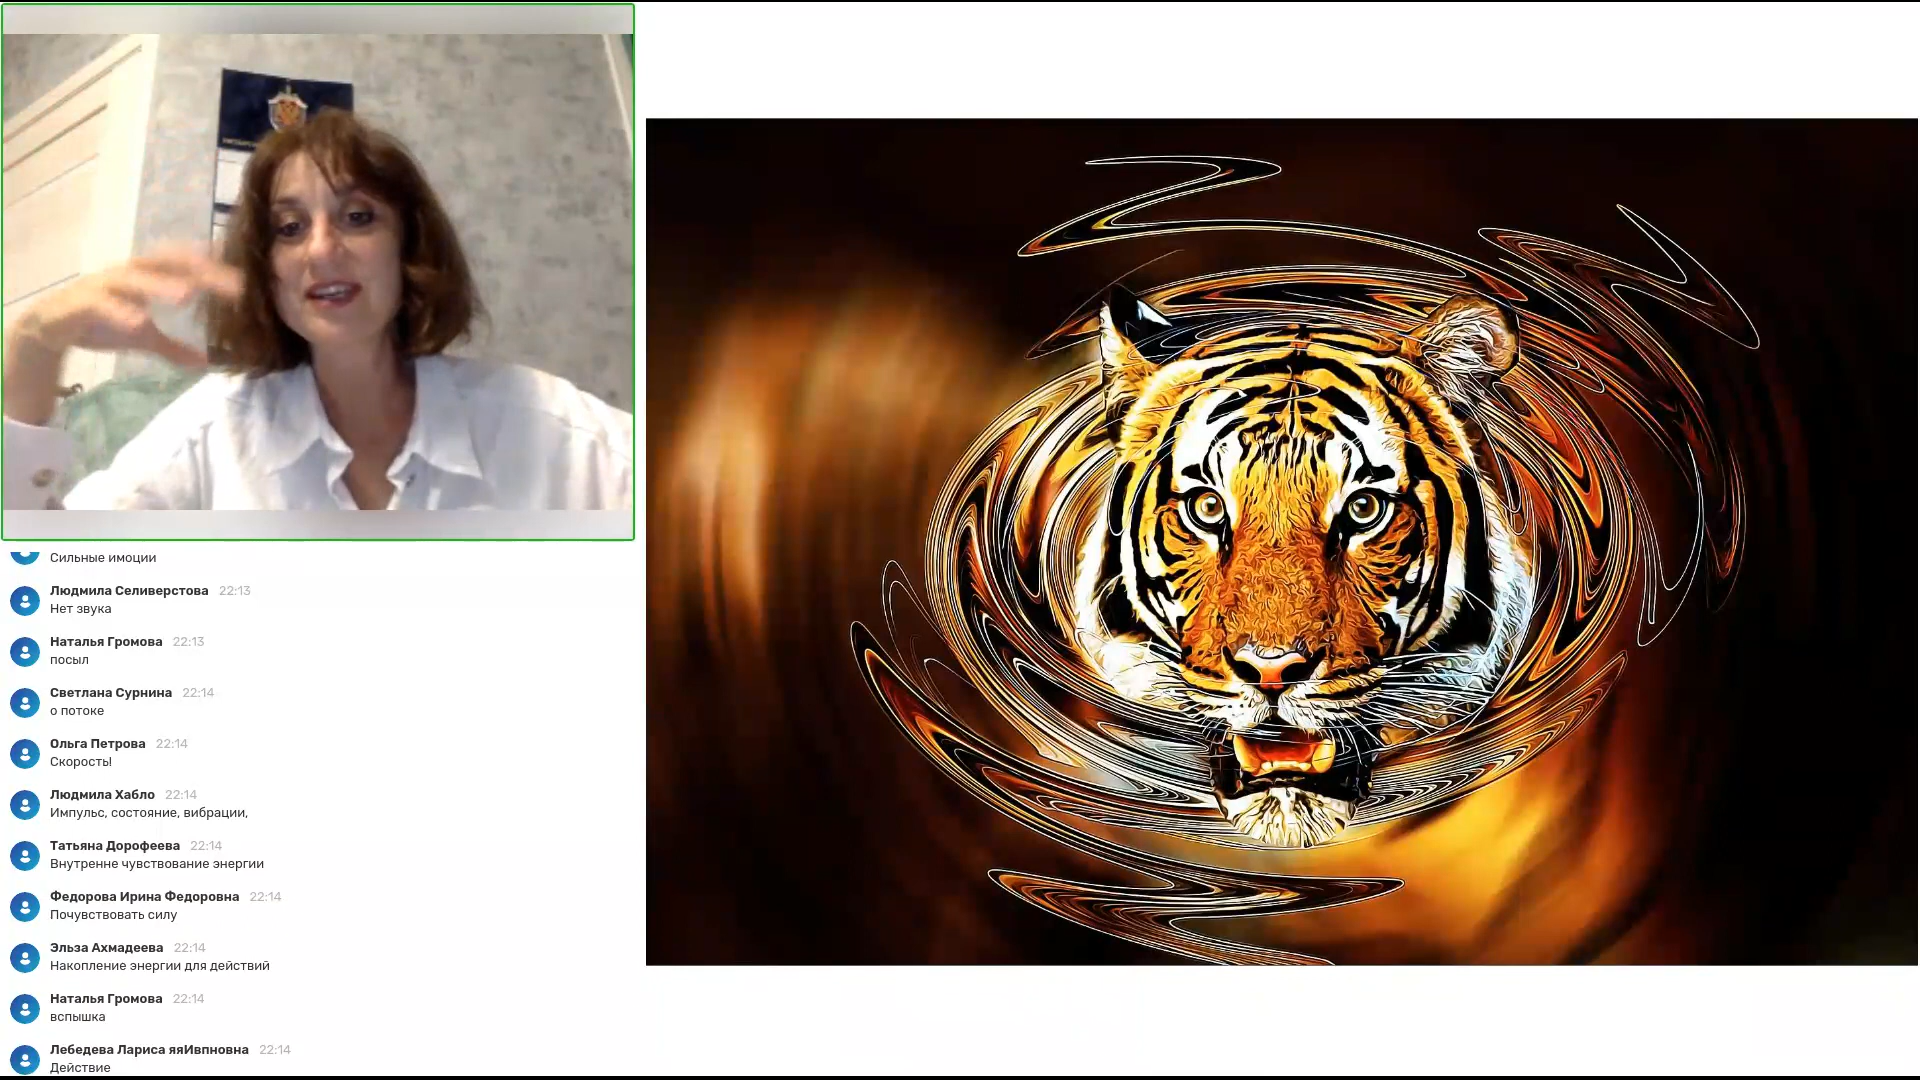 Сильные имоции
Людмила Селиверстова 22:13
Нет звука
Наталья Громова 22:13
посыл
Светлана Сурнина 22:14
о потоке
Ольга Петрова 22:14
Скорость!
Людмила Хабло 22:14
Импульс, состояние, вибрации,
Татьяна Дорофеева 22:14
Внутренне чувствование энергии
Федорова Ирина Федоровна 22:14
Почувствовать силу
Эльза Ахмадеева 22:14
Накопление энергии для действий
Наталья Громова 22:14
вспышка
Лебедева Лариса яяИвпновна 22:14
Действие